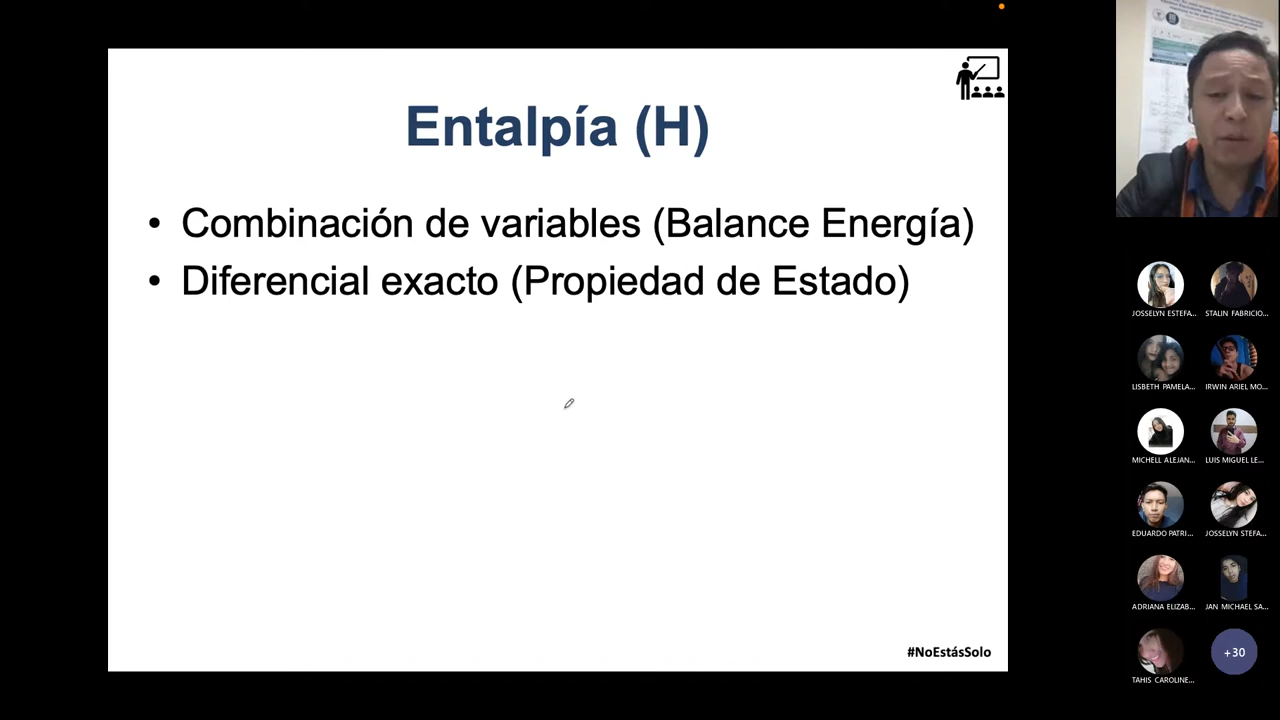 Entalpía (H)
• Combinación de variables (Balance Energía)
• Diferencial exacto (Propiedad de Estado)
#NoEstásSolo
JOSSELYN ESTEFA...
STALIN FABRICIO...
LISBETH PAMELA...
IRWIN ARIEL MO...
MICHELL ALEJAN...
LUIS MIGUEL LE...
EDUARDO PATRI...
JOSSELYN STEFA...
ADRIANA ELIZAB...
JAN MICHAEL SA...
TAHIS CAROLINE...
+30